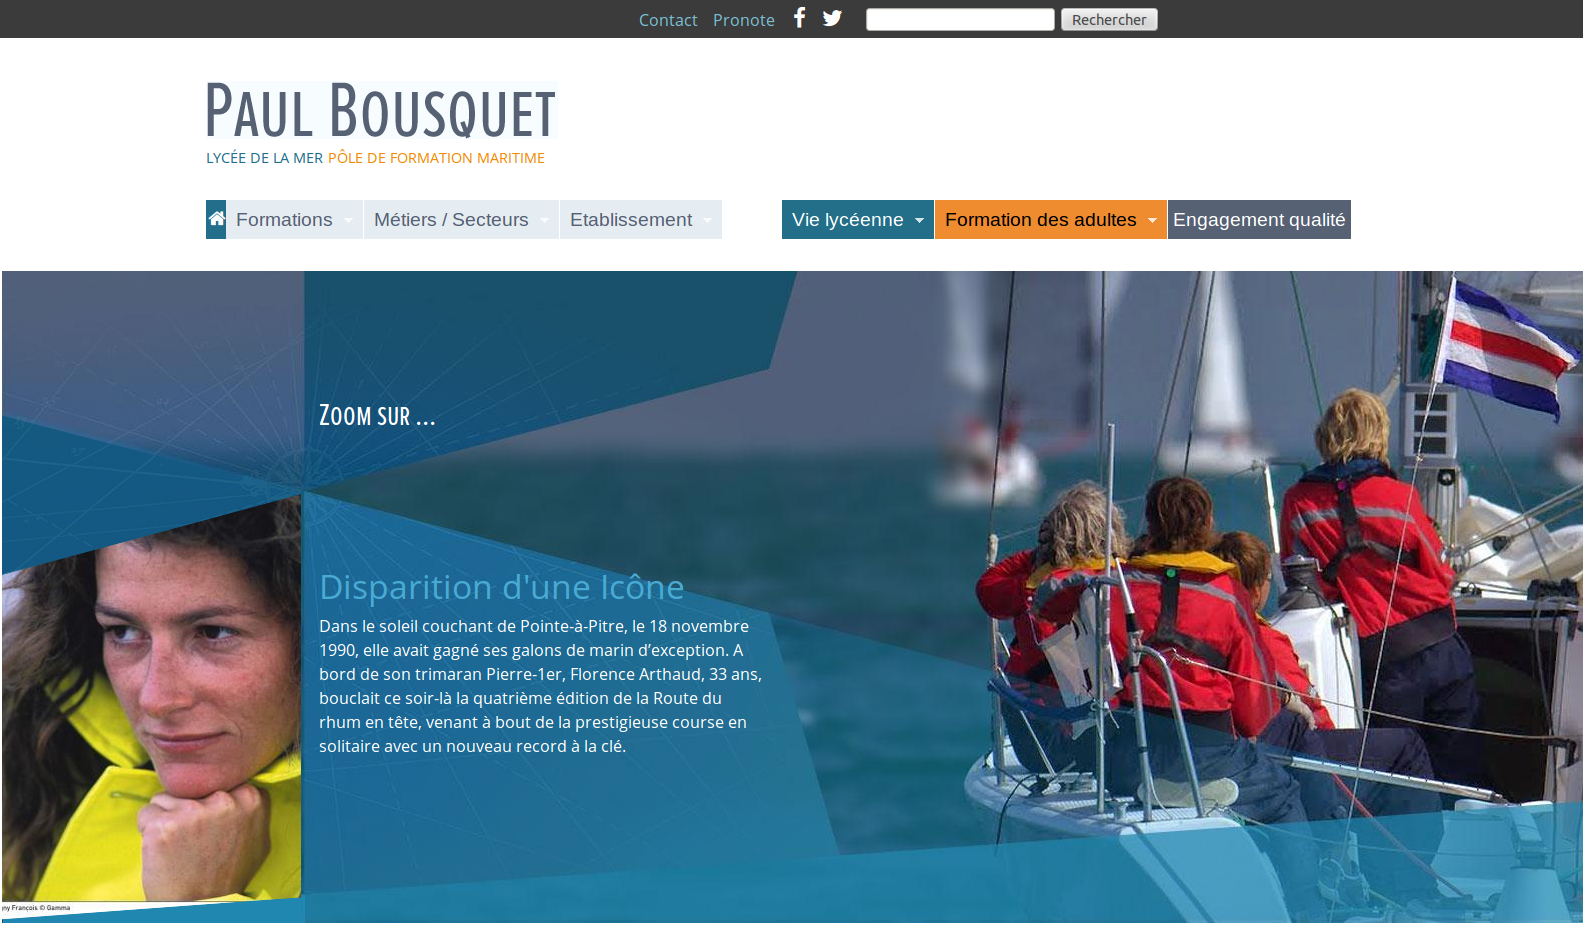 Contact Pronote Rechercher
PAUL BOUSQUET
LYCÉE DE LA MER PÔLE DE FORMATION MARITIME
Formations Métiers / Secteurs Etablissement Vie lycéenne Formation des adultes Engagement qualité
ZOOM SUR ...
Disparition d'une Icône
Dans le soleil couchant de Pointe-à-Pitre, le 18 novembre
1990, elle avait gagné ses galons de marin d’exception. A
bord de son trimaran Pierre-1er, Florence Arthaud, 33 ans,
bouclait ce soir-là la quatrième édition de la Route du
rhum en tête, venant à bout de la prestigieuse course en
solitaire avec un nouveau record à la clé.
François © Gamma